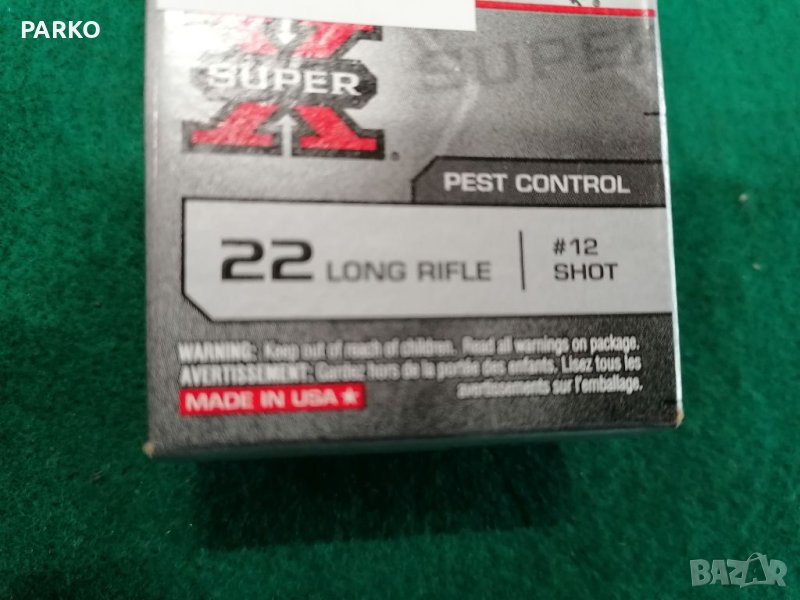 PARKO
SUPER
SUPER
PEST CONTROL
22 LONG RIFLE
#12
SHOT
WARNING: Keep out of reach of children. Read all warnings on package.
AVERTISSEMENT: Gardez hors de la portée des enfants. Lisez tous les
avertissements sur l'emballage.
MADE IN USA
BAZAR